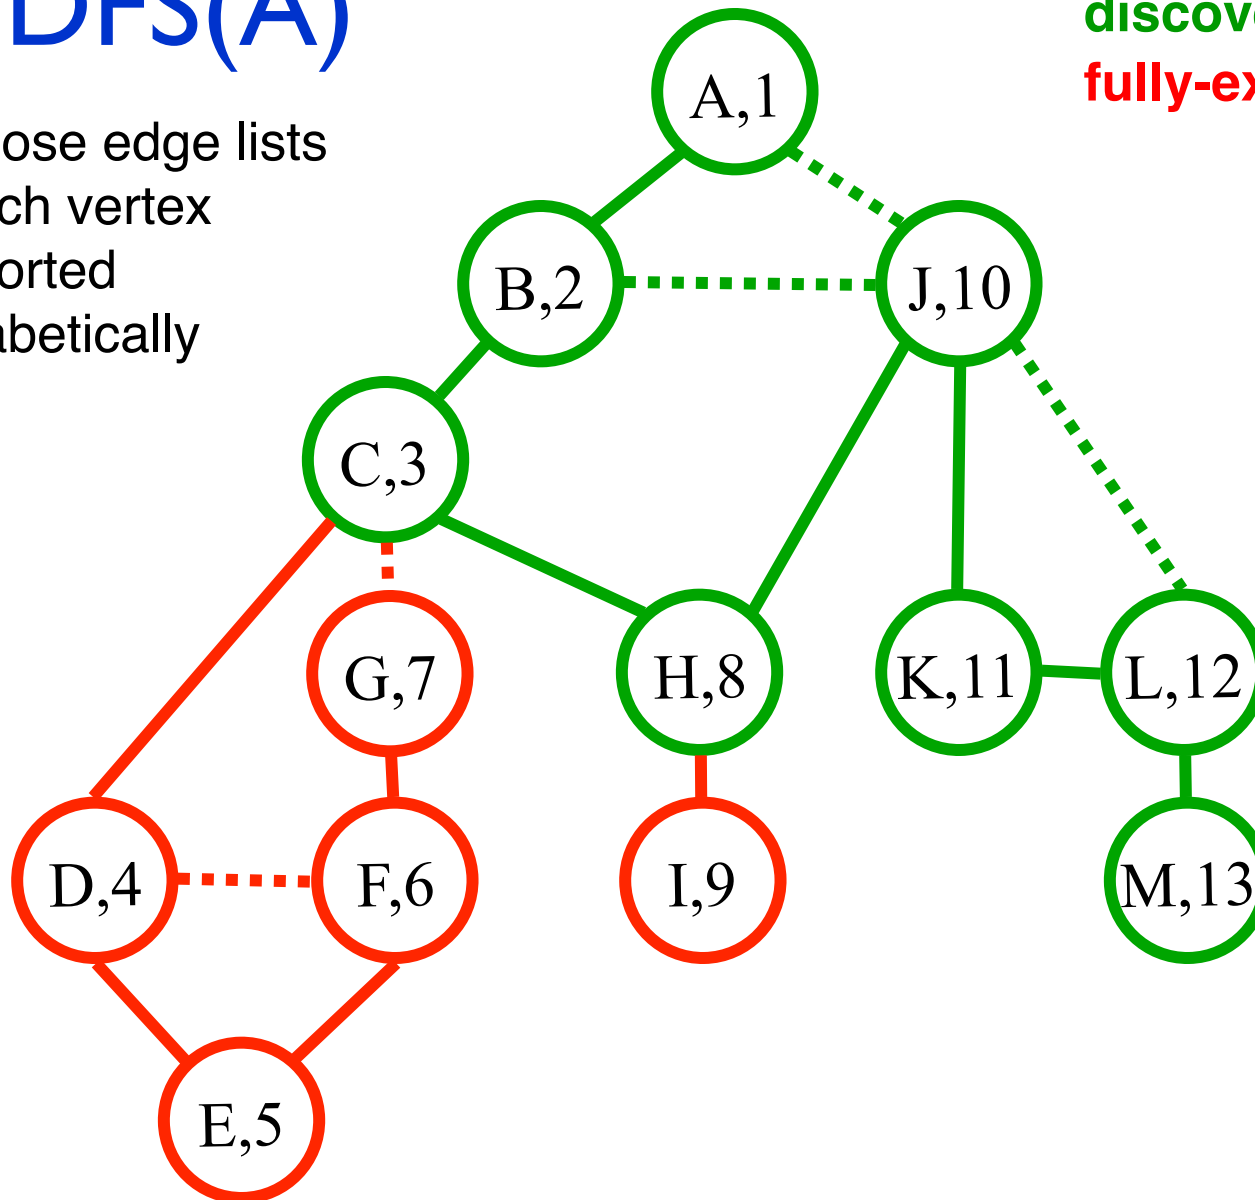 DFS(A)
discov
fully-ex
ose edge lists
ch vertex
orted
abetically
A,1
B,2
J,10
C,3
G,7
H,8
K,11
L,12
D,4
F,6
I,9
M,13
E,5